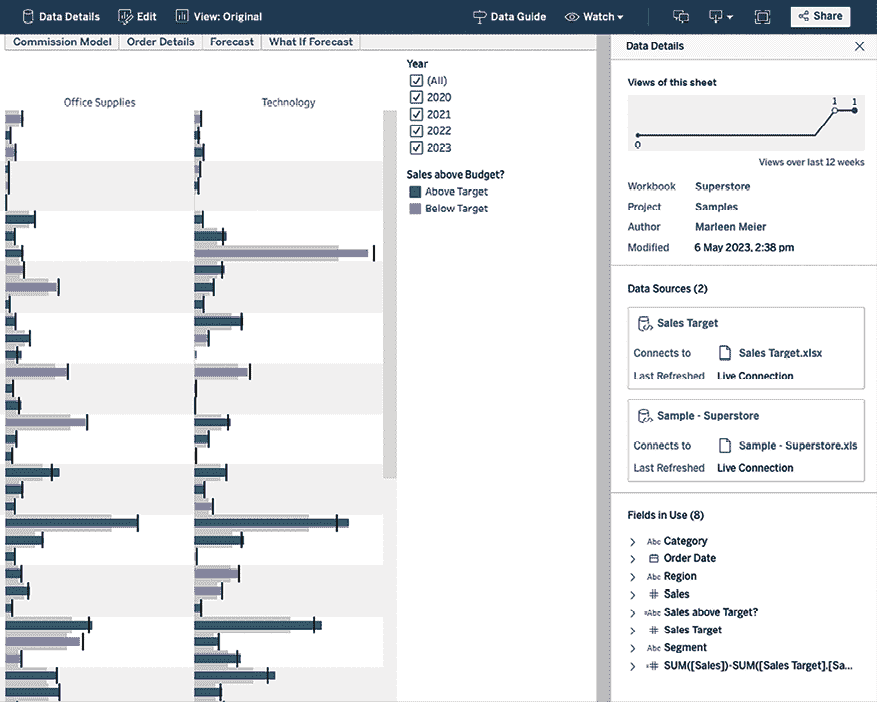 Data Details Edit View: Original Data Guide Watch Share
Commission Model Order Details Forecast What If Forecast
Office Supplies Technology
Year
(All)
2020
2021
2022
2023
Sales above Budget?
Above Target
Below Target
Data Details
Views of this sheet
1 1
0
Views over last 12 weeks
Workbook Superstore
Project Samples
Author Marleen Meier
Modified 6 May 2023, 2:38 pm
Data Sources (2)
Sales Target
Connects to Sales Target.xlsx
Last Refreshed Live Connection
Sample - Superstore
Connects to Sample - Superstore.xls
Last Refreshed Live Connection
Fields in Use (8)
Abc Category
Order Date
Abc Region
# Sales
=Abc Sales above Target?
# Sales Target
Abc Segment
=# SUM([Sales])-SUM([Sales Target].[Sa...